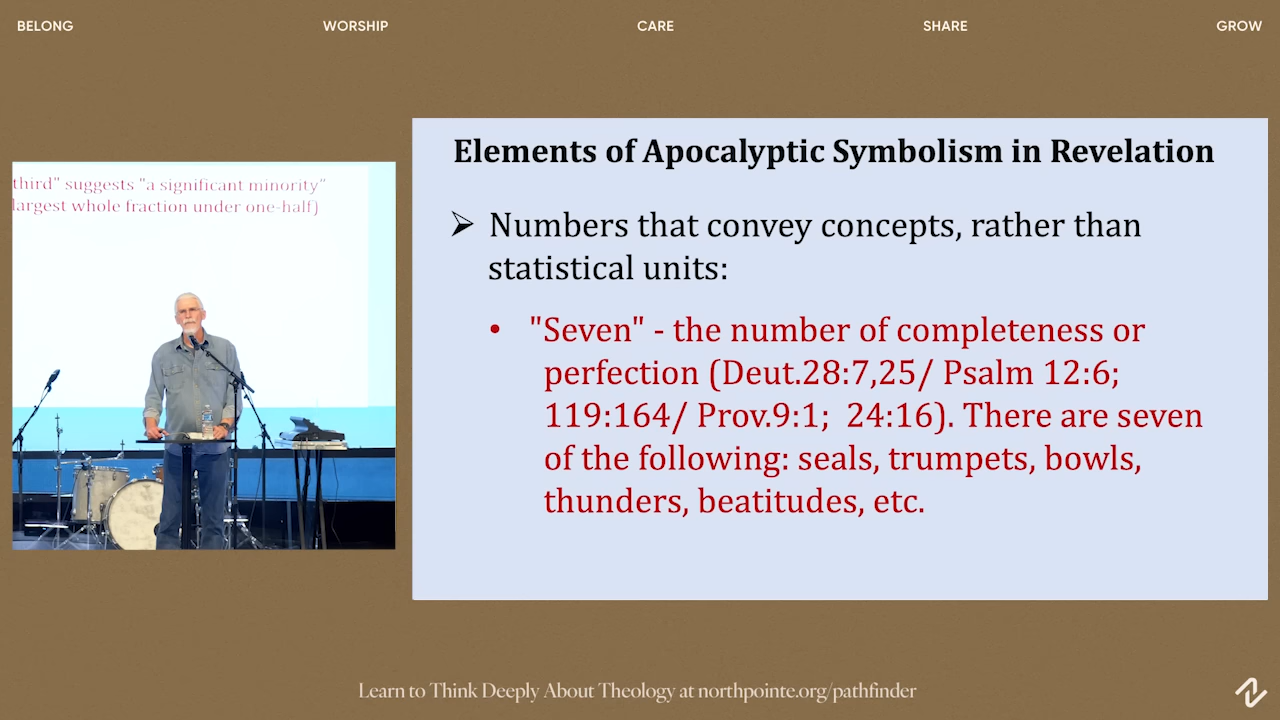 BELONG WORSHIP CARE SHARE GROW
third" suggests "a significant minority"
largest whole fraction under one-half)
Elements of Apocalyptic Symbolism in Revelation
➢ Numbers that convey concepts, rather than
statistical units:
• "Seven" - the number of completeness or
perfection (Deut.28:7,25/ Psalm 12:6;
119:164/ Prov.9:1; 24:16). There are seven
of the following: seals, trumpets, bowls,
thunders, beatitudes, etc.
Learn to Think Deeply About Theology at northpointe.org/pathfinder